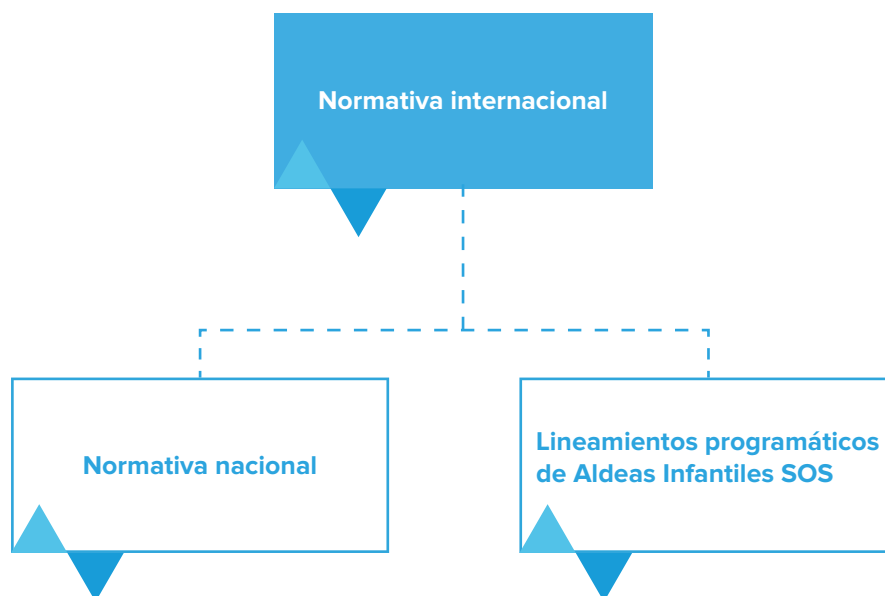 Normativa internacional
Normativa nacional
Lineamientos programáticos
de Aldeas Infantiles SOS